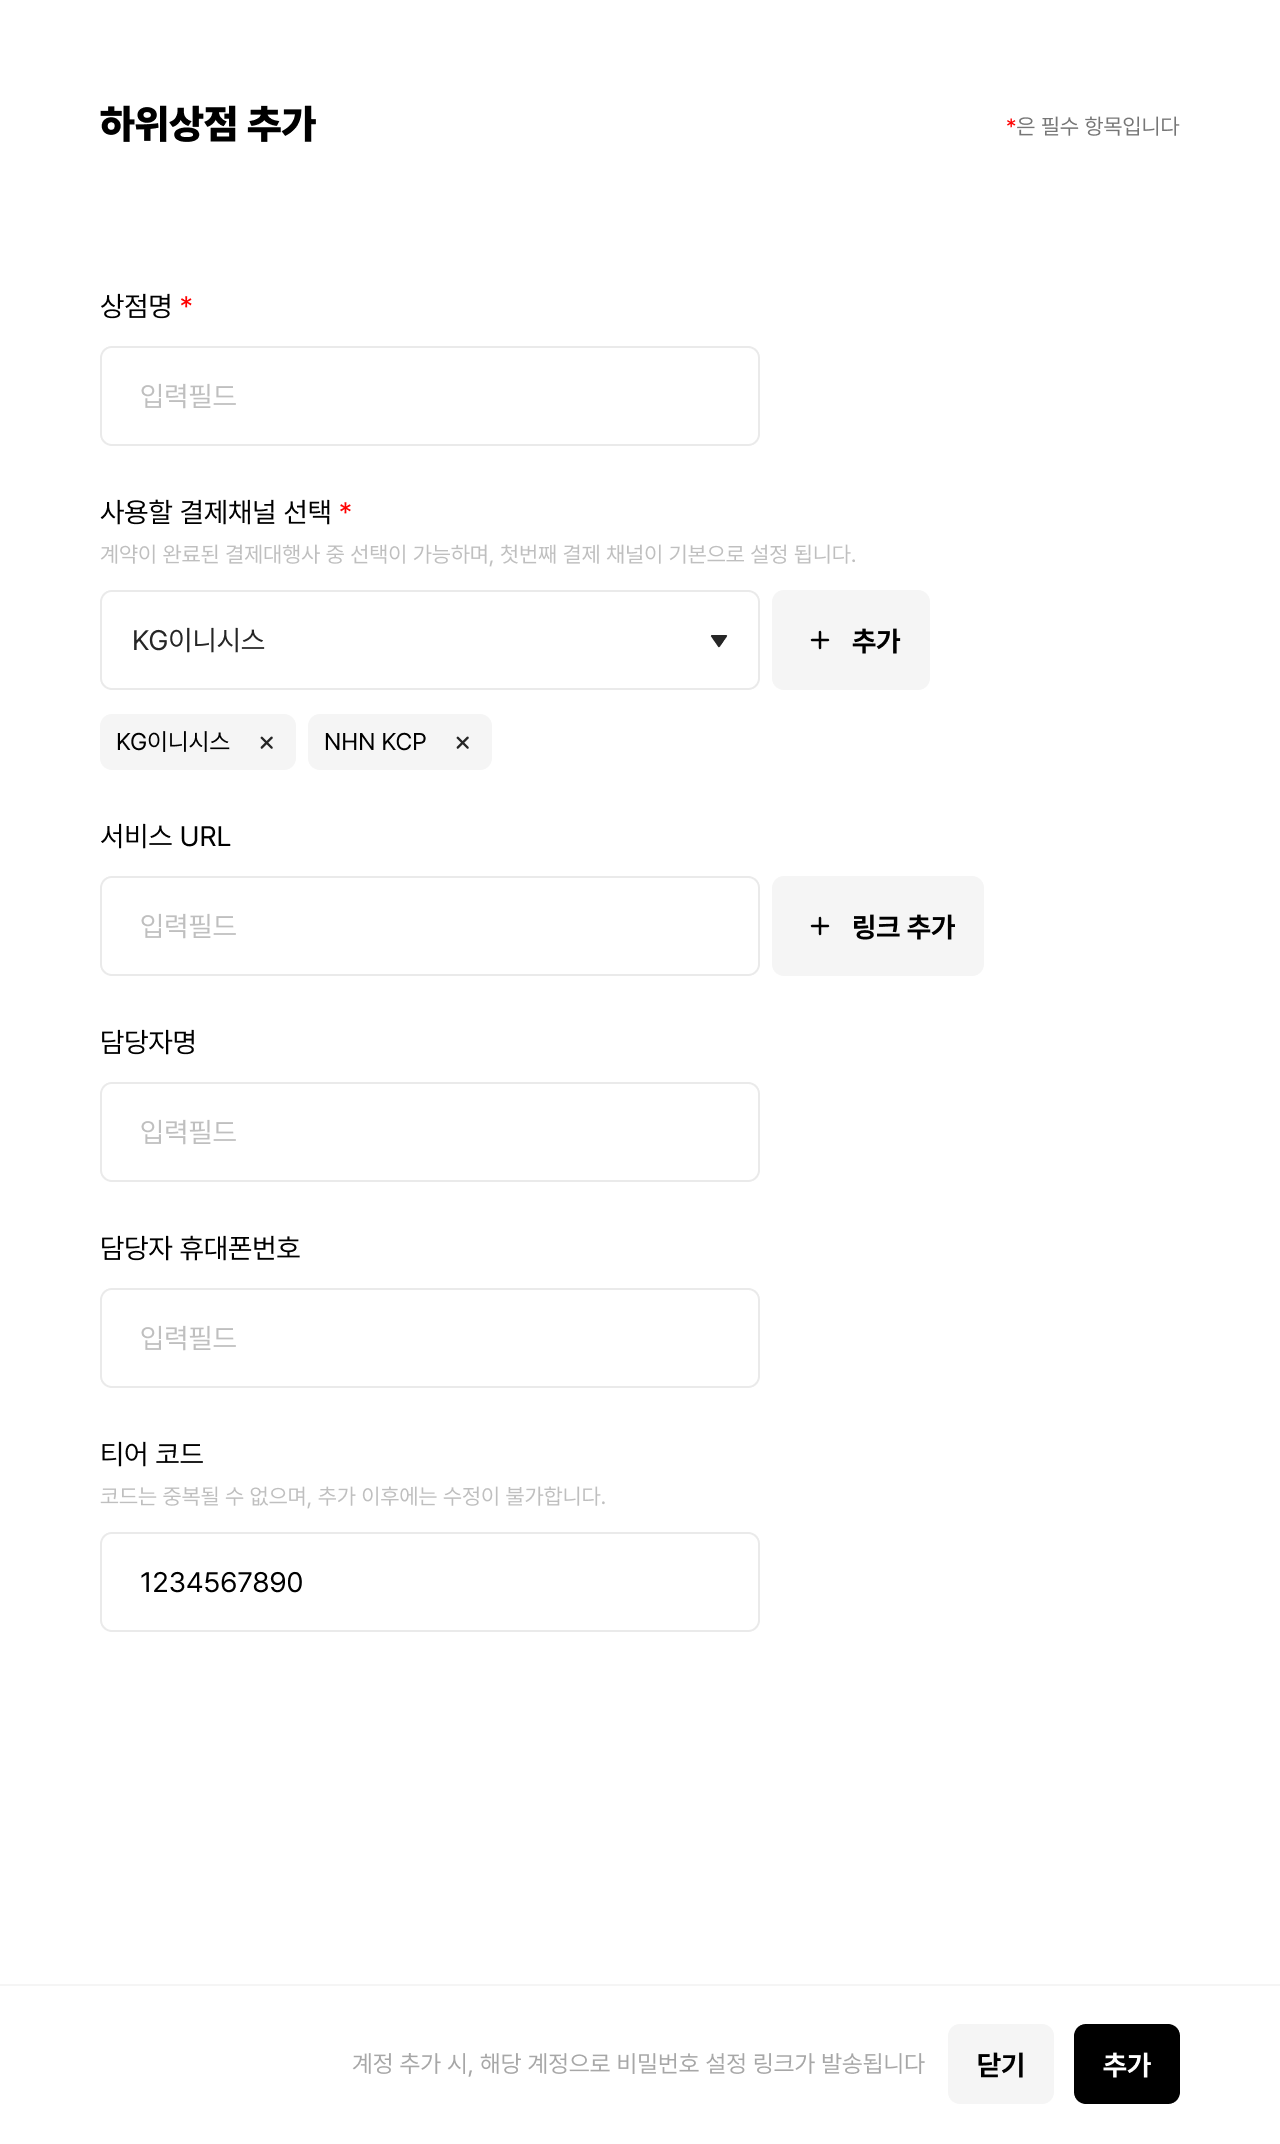 하위상점 추가
*은 필수 항목입니다
상점명 *
입력필드
사용할 결제채널 선택 *
계약이 완료된 결제대행사 중 선택이 가능하며, 첫번째 결제 채널이 기본으로 설정 됩니다.
KG이니시스
+ 추가
KG이니시스 ×
NHN KCP ×
서비스 URL
입력필드
+ 링크 추가
담당자명
입력필드
담당자 휴대폰번호
입력필드
티어 코드
코드는 중복될 수 없으며, 추가 이후에는 수정이 불가합니다.
1234567890
계정 추가 시, 해당 계정으로 비밀번호 설정 링크가 발송됩니다
닫기
추가